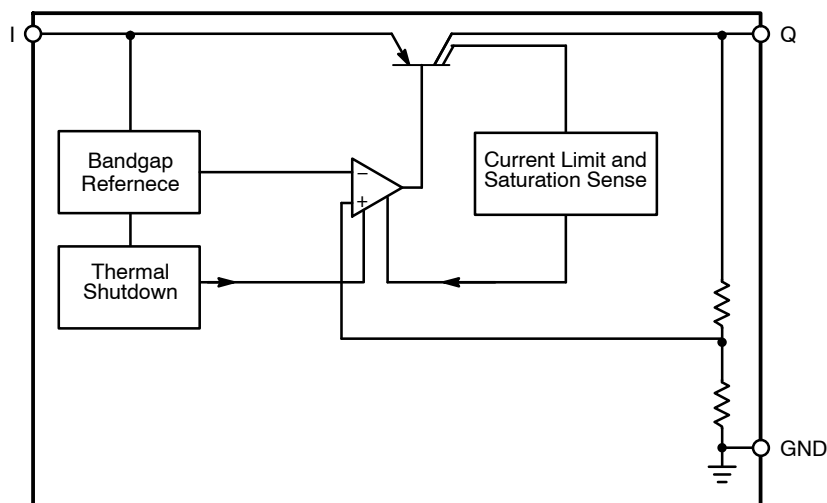 I
Q
Bandgap
Refernece
−
+
Current Limit and
Saturation Sense
Thermal
Shutdown
GND